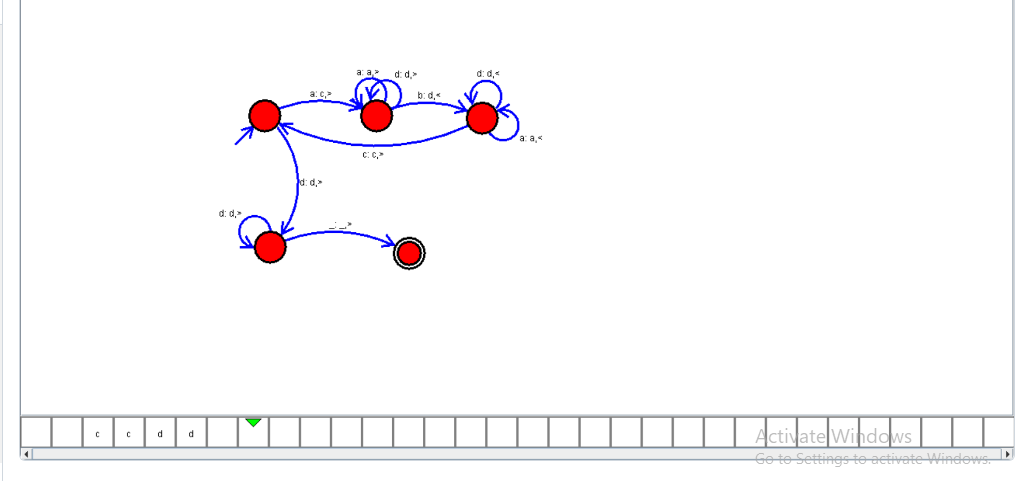 a: a,> d: d,> d: d,<
a: c,> b: d,<
a: a,<
c: c,>
d: d,>
d: d,>
_: _,>
c c d d
Activate Windows
Go to Settings to activate Windows.